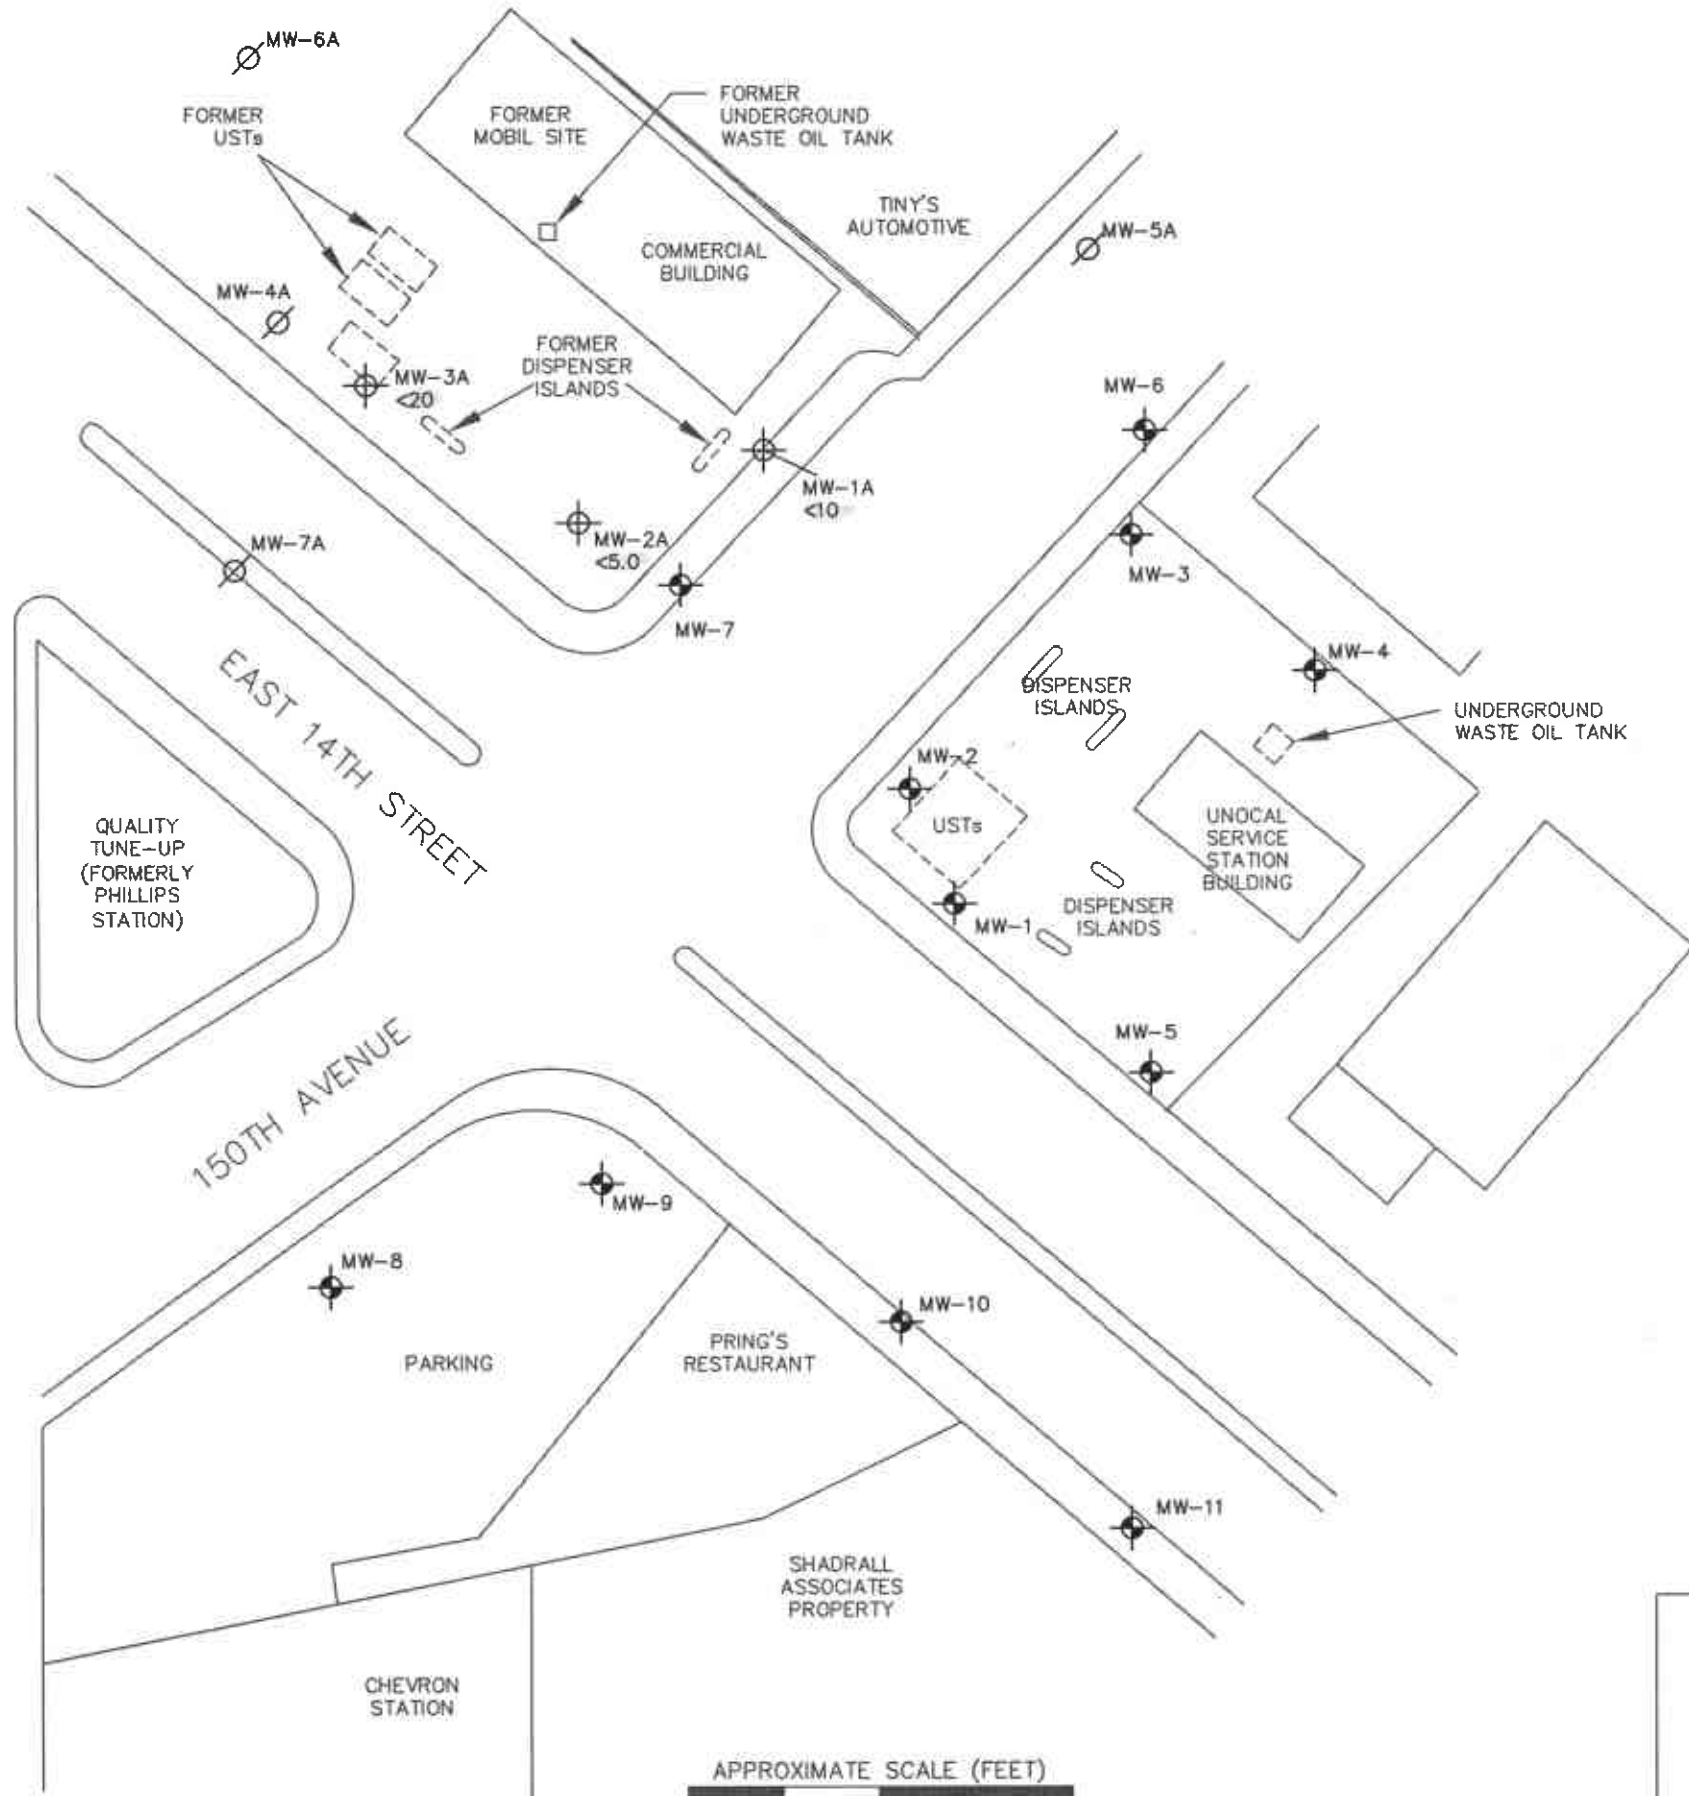 MW-6A
FORMER
USTs
FORMER
MOBIL SITE
FORMER
UNDERGROUND
WASTE OIL TANK
TINY'S
AUTOMOTIVE
COMMERCIAL
BUILDING
MW-5A
MW-4A
FORMER
DISPENSER
ISLANDS
MW-3A
<20
MW-6
MW-1A
<10
MW-2A
<5.0
MW-7A
MW-3
MW-7
MW-4
DISPENSER
ISLANDS
UNDERGROUND
WASTE OIL TANK
EAST 14TH STREET
MW-2
USTs
UNOCAL
SERVICE
STATION
BUILDING
QUALITY
TUNE-UP
(FORMERLY
PHILLIPS
STATION)
MW-1
DISPENSER
ISLANDS
MW-5
150TH AVENUE
MW-9
MW-8
MW-10
PARKING
PRING'S
RESTAURANT
MW-11
SHADRALL
ASSOCIATES
PROPERTY
CHEVRON
STATION
APPROXIMATE SCALE (FEET)